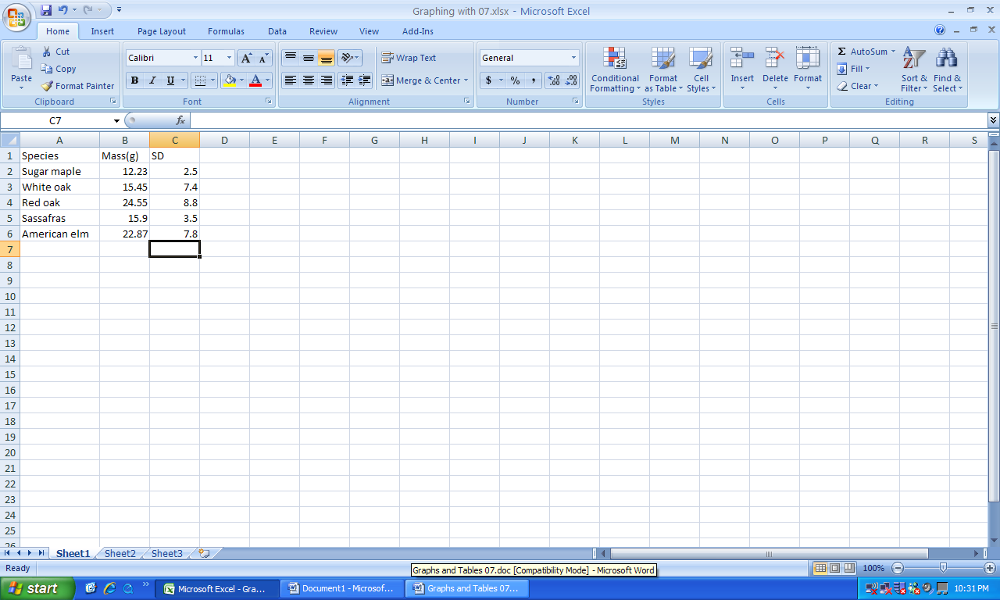 Graphing with 07.xlsx - Microsoft Excel
Home Insert Page Layout Formulas Data Review View Add-Ins
Paste Cut Copy Format Painter Clipboard
Calibri 11 A A B I U A Font
Wrap Text Merge & Center Alignment
General $ % , .0 .00 .00 .0 Number
Conditional Formatting Format as Table Cell Styles Styles
Insert Delete Format Cells
Σ AutoSum Fill Clear Sort & Filter Find & Select Editing
C7 fx
A B C D E F G H I J K L M N O P Q R S
1 Species Mass(g) SD
2 Sugar maple 12.23 2.5
3 White oak 15.45 7.4
4 Red oak 24.55 8.8
5 Sassafras 15.9 3.5
6 American elm 22.87 7.8
7
8
9
10
11
12
13
14
15
16
17
18
19
20
21
22
23
24
25
26
Sheet1 Sheet2 Sheet3
Ready Graphs and Tables 07.doc [Compatibility Mode] - Microsoft Word 100%
start Microsoft Excel - Gra... Document1 - Microsof... Graphs and Tables 07... 10:31 PM